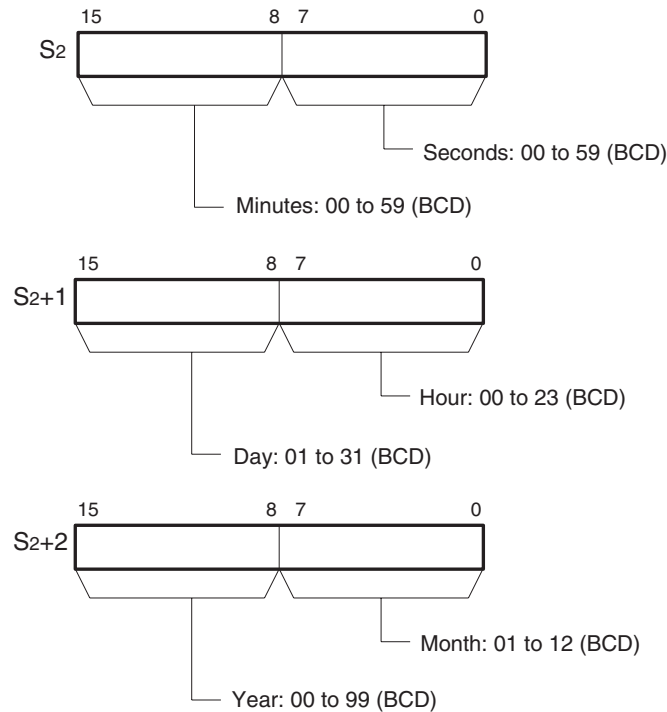 15 8 7 0
S2
Seconds: 00 to 59 (BCD)
Minutes: 00 to 59 (BCD)
15 8 7 0
S2+1
Hour: 00 to 23 (BCD)
Day: 01 to 31 (BCD)
15 8 7 0
S2+2
Month: 01 to 12 (BCD)
Year: 00 to 99 (BCD)